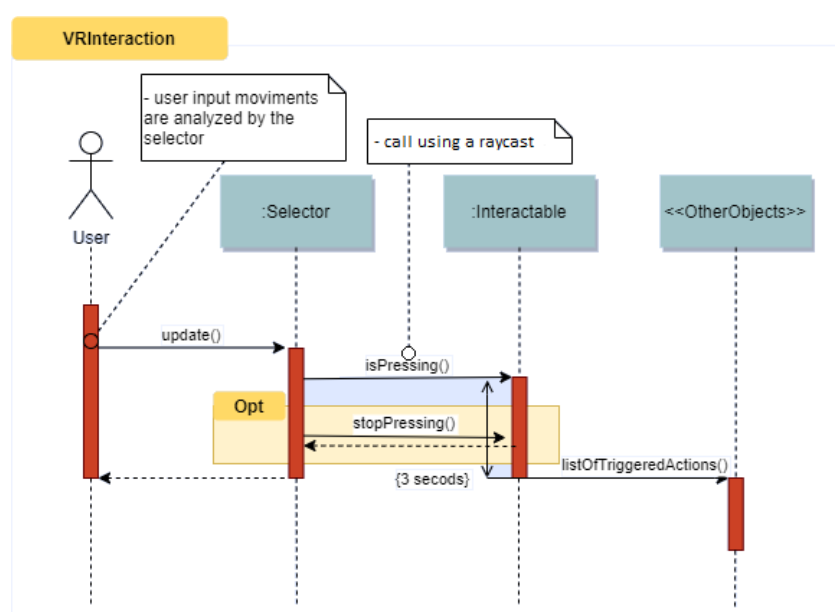 VRInteraction
- user input moviments
are analyzed by the
selector
- call using a raycast
User
:Selector
:Interactable
<<OtherObjects>>
update()
isPressing()
Opt
stopPressing()
{3 secods}
listOfTriggeredActions()